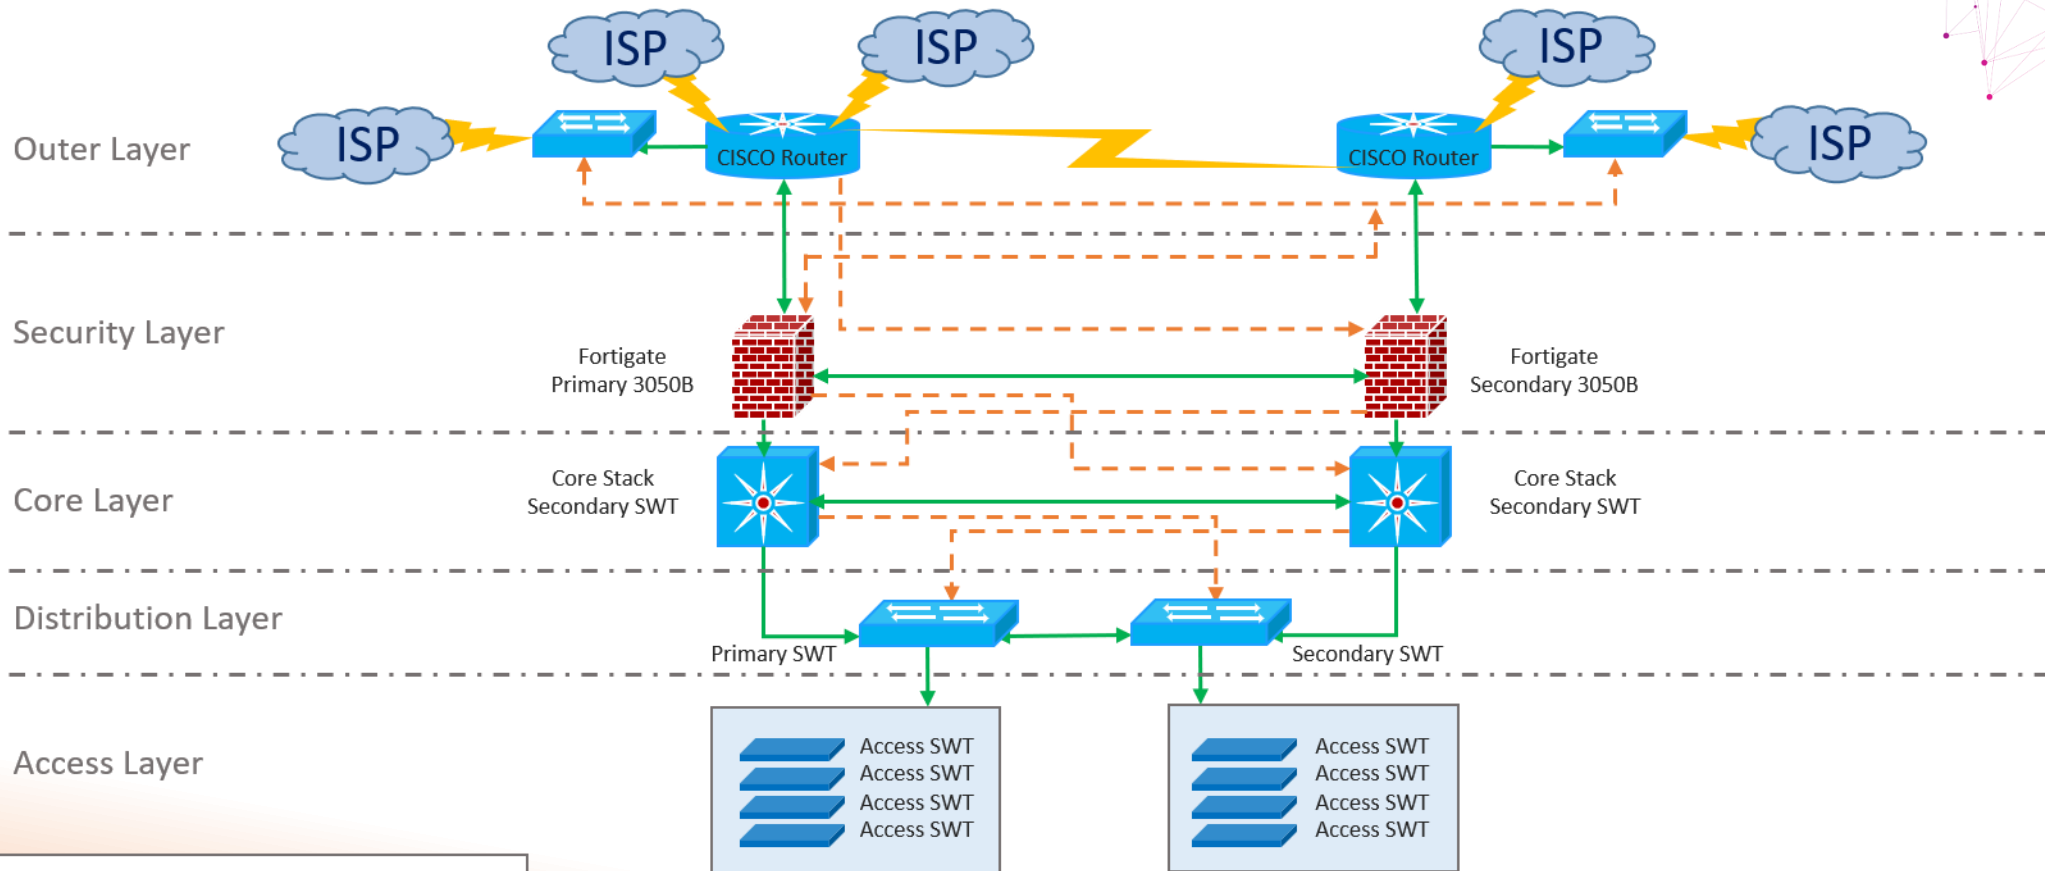 ISP
ISP
ISP
ISP
ISP
Outer Layer
CISCO Router
CISCO Router
Security Layer
Fortigate
Primary 3050B
Fortigate
Secondary 3050B
Core Layer
Core Stack
Secondary SWT
Core Stack
Secondary SWT
Distribution Layer
Primary SWT
Secondary SWT
Access Layer
Access SWT
Access SWT
Access SWT
Access SWT
Access SWT
Access SWT
Access SWT
Access SWT